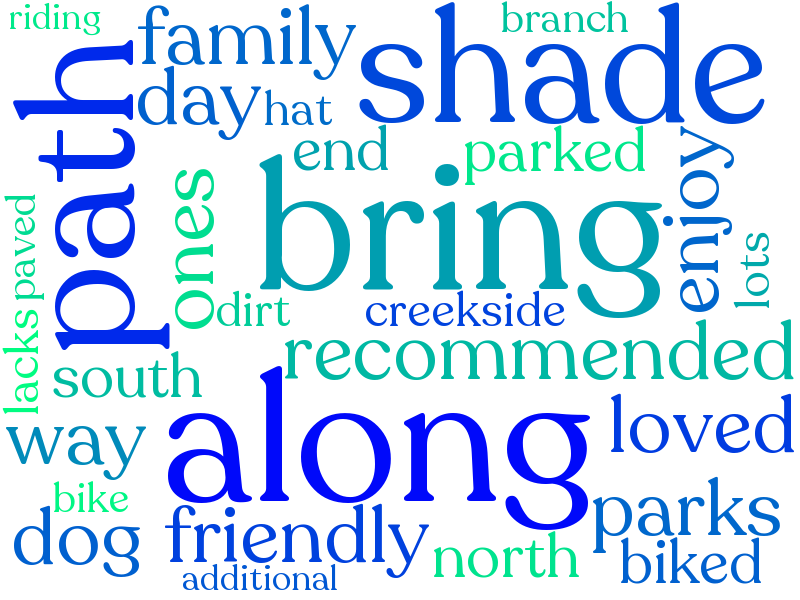 riding
family
branch
shade
path
day
hat
end
parked
bring
enjoy
ones
paved
lots
dirt
creekside
lacks
recommended
south
along
loved
way
bike
parks
dog
friendly
north
biked
additional